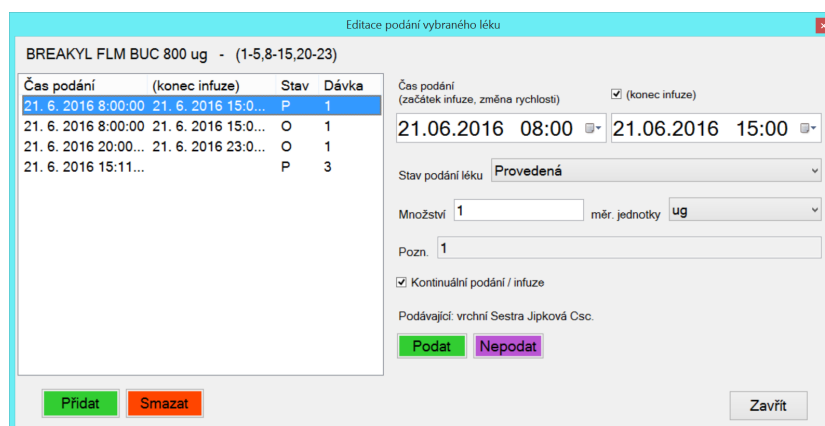 Editace podání vybraného léku
BREAKYL FLM BUC 800 ug - (1-5,8-15,20-23)
Čas podání (konec infuze) Stav Dávka
21. 6. 2016 8:00:00 21. 6. 2016 15:0... P 1
21. 6. 2016 8:00:00 21. 6. 2016 15:0... O 1
21. 6. 2016 20:00... 21. 6. 2016 23:0... O 1
21. 6. 2016 15:11... P 3
Čas podání
(začátek infuze, změna rychlosti)
(konec infuze)
21.06.2016 08:00 21.06.2016 15:00
Stav podání léku Provedená
Množství 1 měr. jednotky ug
Pozn. 1
Kontinuální podání / infuze
Podávající: vrchní Sestra Jipková Csc.
Podat Nepodat
Přidat Smazat
Zavřít